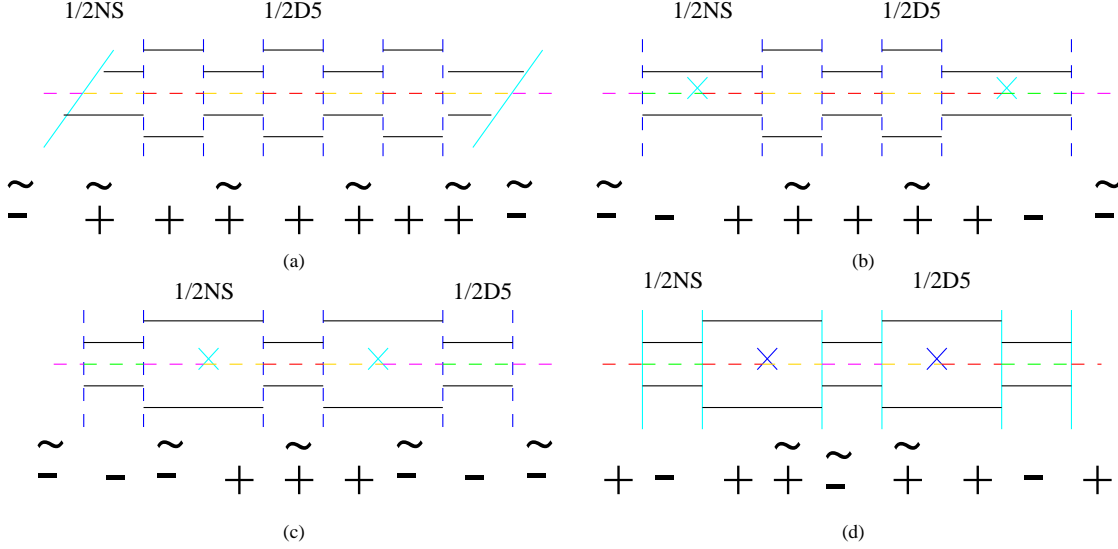 1/2NS 1/2D5
1/2NS 1/2D5
~ ~ ~ ~ ~ ~
- + + + + + + + -
~ ~ ~ ~
- - + + + + + - -
(a)
(b)
1/2NS 1/2D5
1/2NS 1/2D5
~ ~ ~ ~ ~
- - - + + + - - -
~ ~ ~
+ - + + - + + - +
(c)
(d)